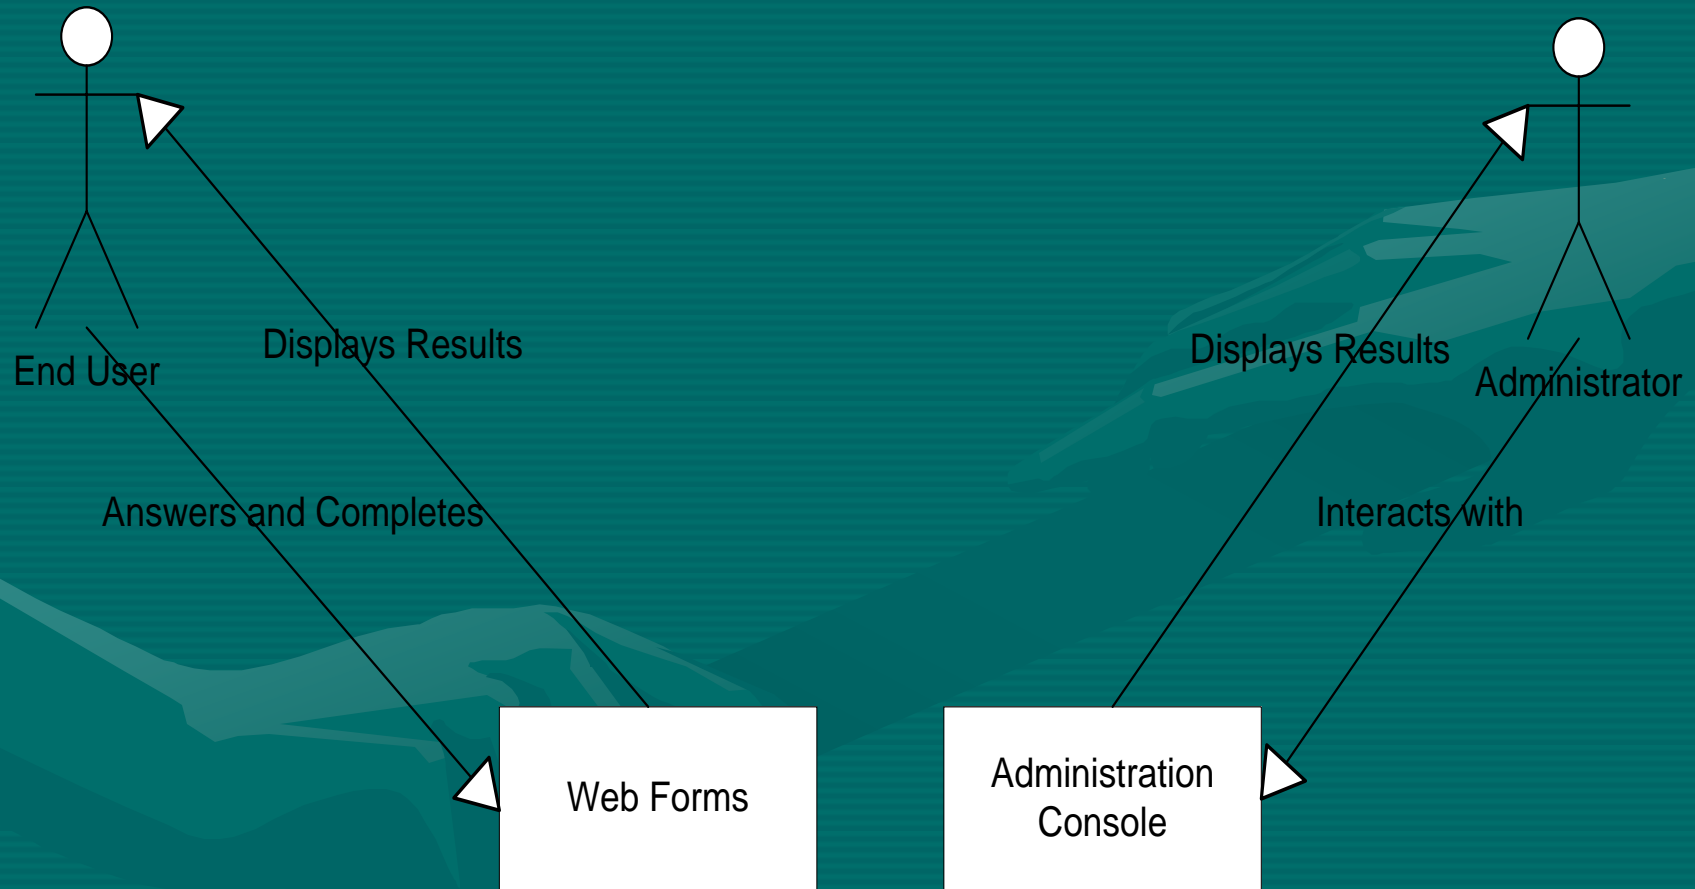 Displays Results
End User
Displays Results
Administrator
Answers and Completes
Interacts with
Web Forms
Administration
Console